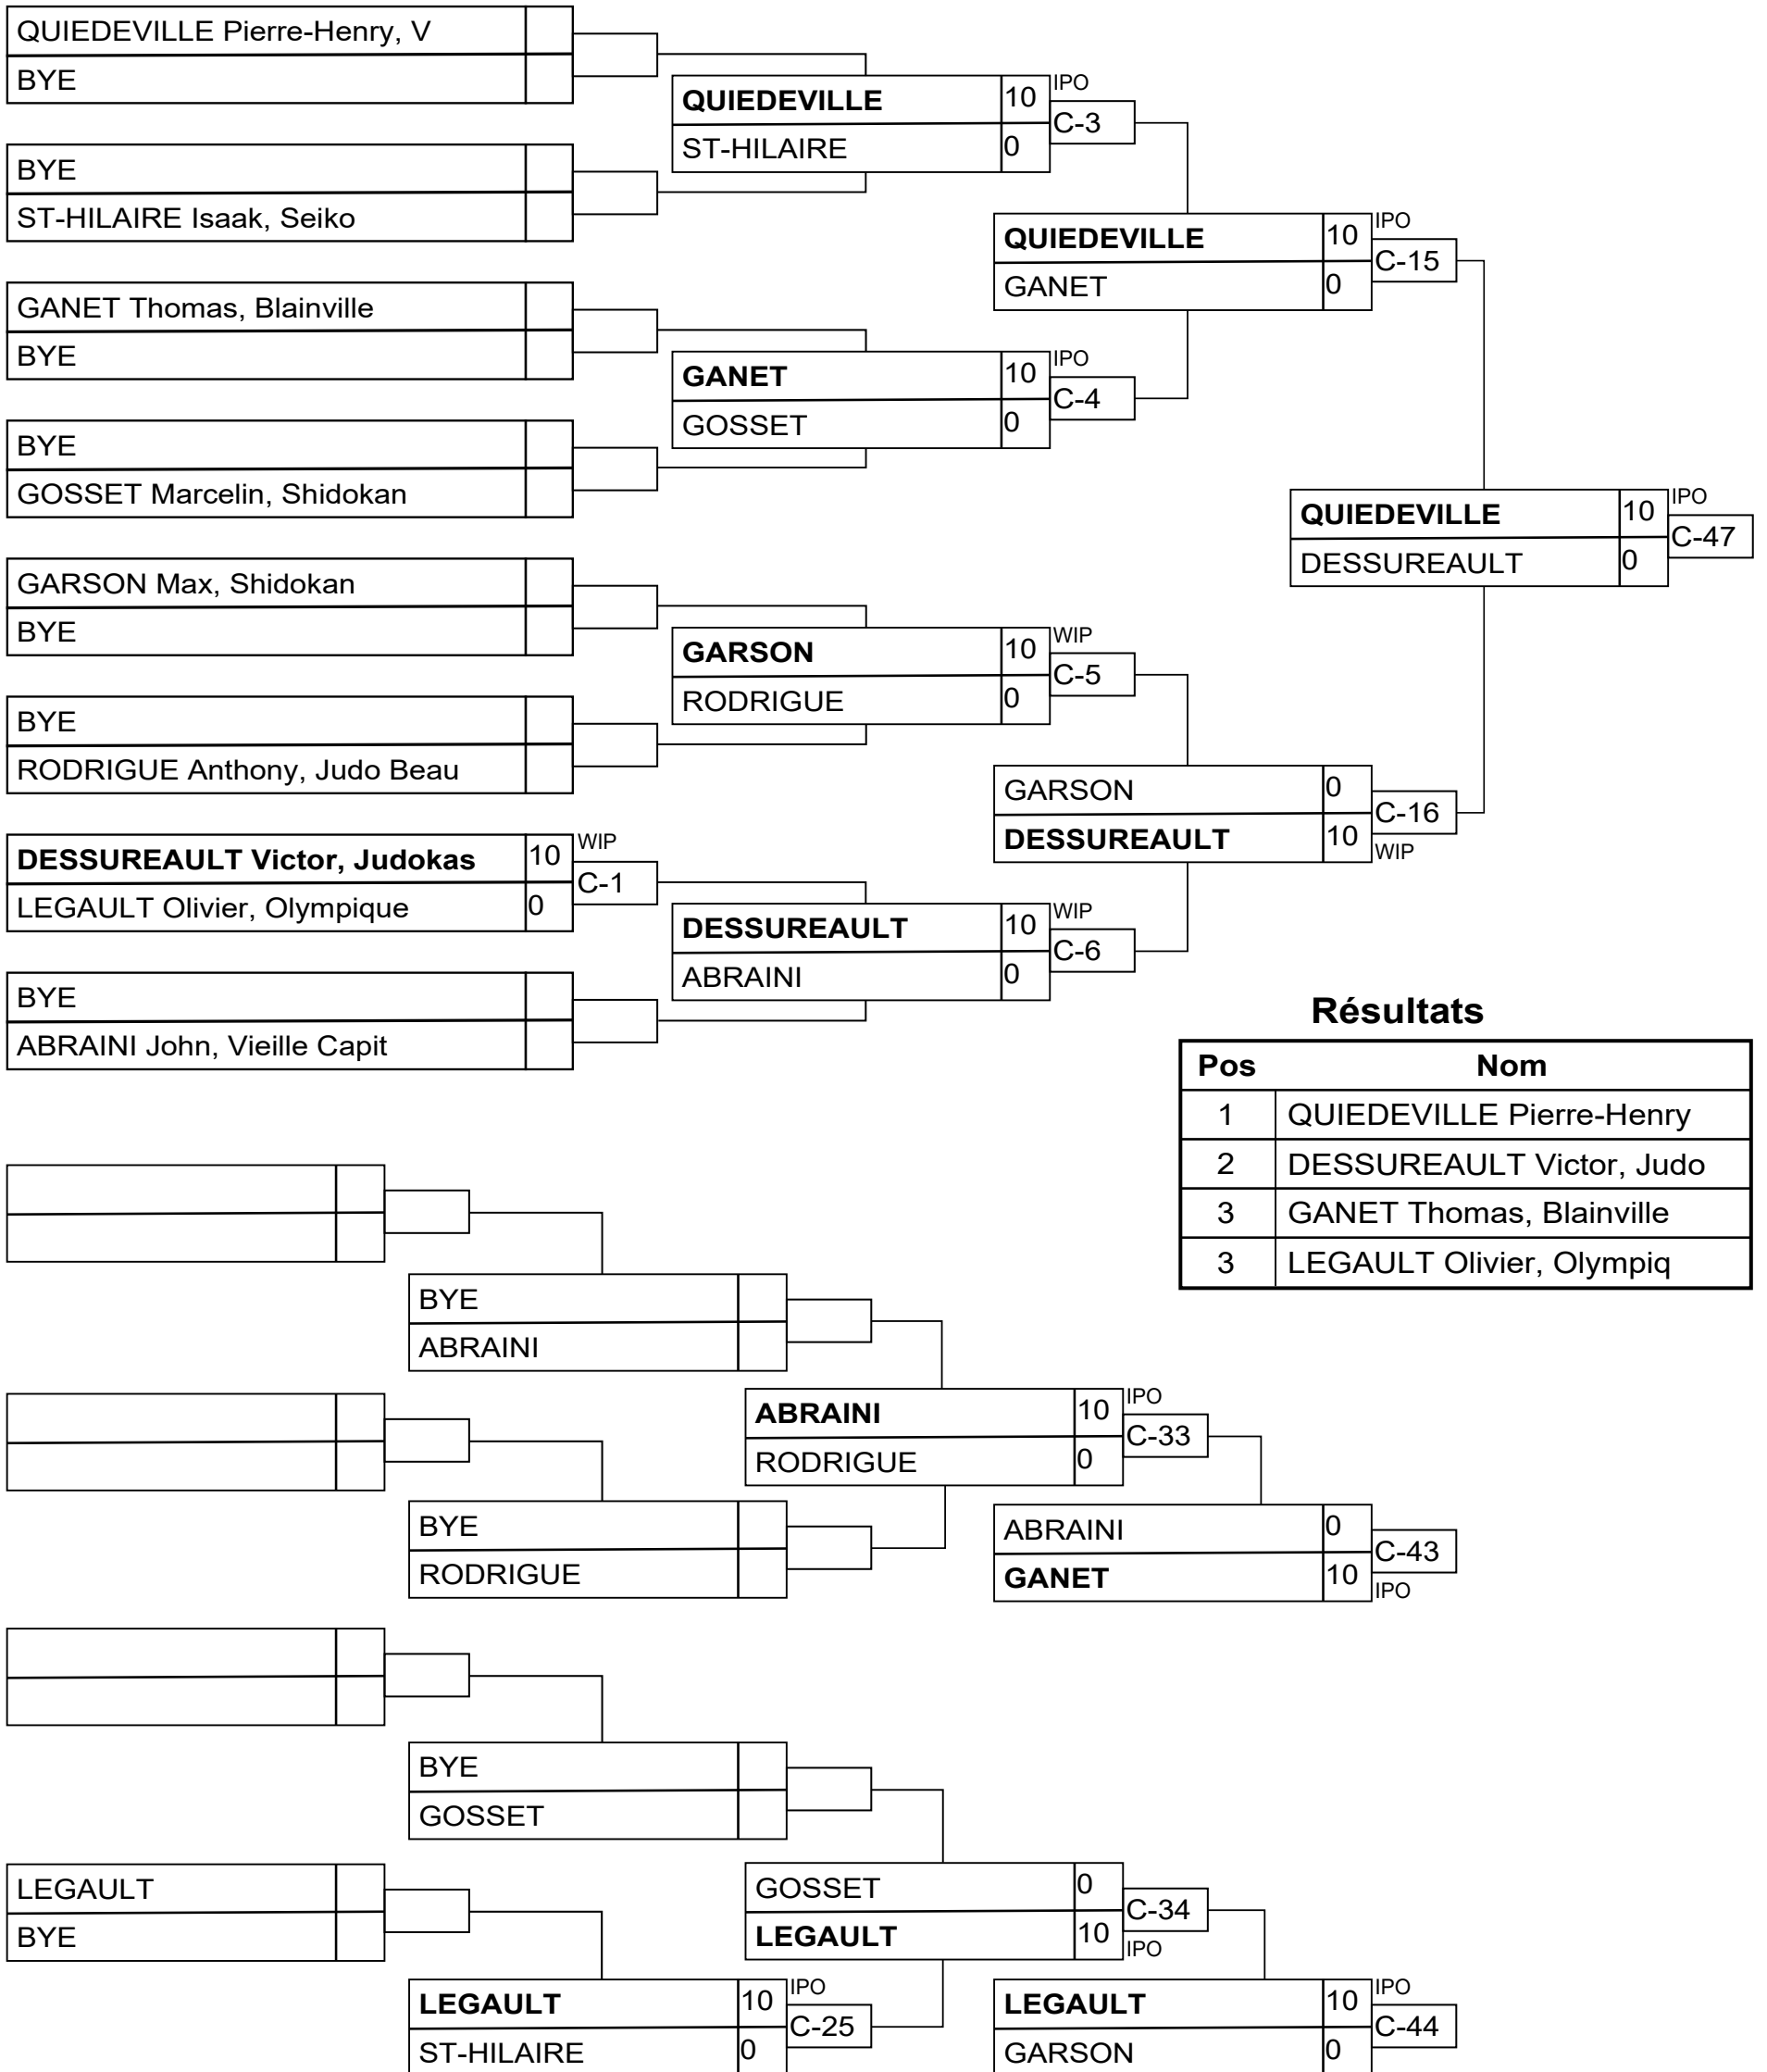 QUIEDEVILLE Pierre-Henry, V
BYE
BYE
ST-HILAIRE Isaak, Seiko
GANET Thomas, Blainville
BYE
BYE
GOSSET Marcelin, Shidokan
GARSON Max, Shidokan
BYE
BYE
RODRIGUE Anthony, Judo Beau
DESSUREAULT Victor, Judokas 10 WIP
C-1
LEGAULT Olivier, Olympique 0
BYE
ABRAINI John, Vieille Capit
QUIEDEVILLE 10 IPO
C-3
ST-HILAIRE 0
GANET 10 IPO
C-4
GOSSET 0
GARSON 10 WIP
C-5
RODRIGUE 0
DESSUREAULT 10 WIP
C-6
ABRAINI 0
QUIEDEVILLE 10 IPO
C-15
GANET 0
GARSON 0
C-16
DESSUREAULT 10 WIP
QUIEDEVILLE 10 IPO
C-47
DESSUREAULT 0
Résultats
Pos Nom
1 QUIEDEVILLE Pierre-Henry
2 DESSUREAULT Victor, Judo
3 GANET Thomas, Blainville
3 LEGAULT Olivier, Olympiq
BYE
ABRAINI
BYE
RODRIGUE
ABRAINI 10 IPO
C-33
RODRIGUE 0
ABRAINI 0
C-43
GANET 10 IPO
BYE
GOSSET
LEGAULT
BYE
LEGAULT 10 IPO
C-25
ST-HILAIRE 0
GOSSET 0
C-34
LEGAULT 10 IPO
LEGAULT 10 IPO
C-44
GARSON 0